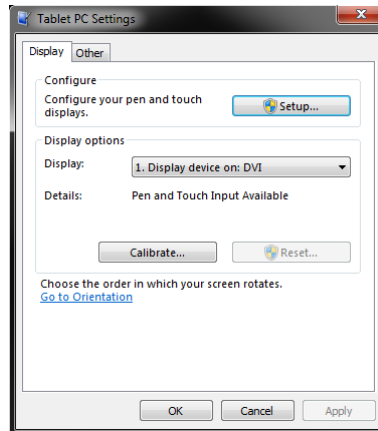 Tablet PC Settings
Display Other
Configure
Configure your pen and touch
displays.
Setup...
Display options
Display: 1. Display device on: DVI
Details: Pen and Touch Input Available
Calibrate... Reset...
Choose the order in which your screen rotates.
Go to Orientation
OK Cancel Apply